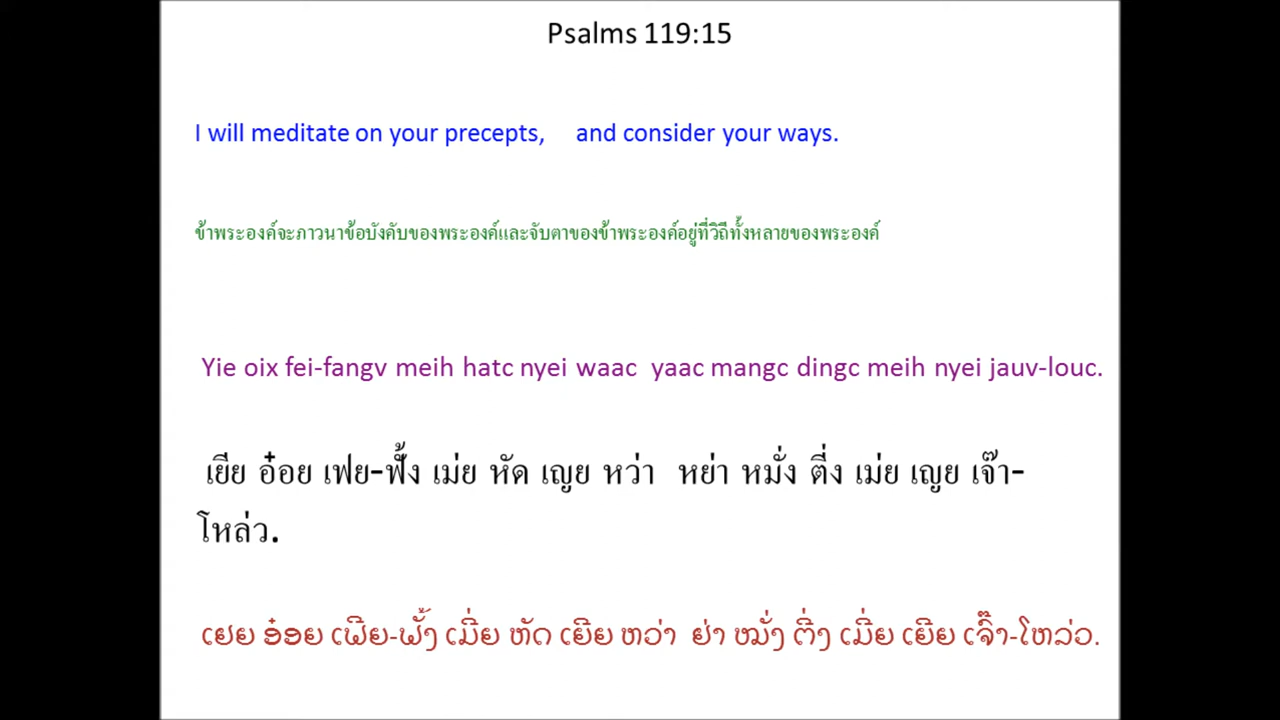 Psalms 119:15
I will meditate on your precepts, and consider your ways.
ข้าพระองค์จะภาวนาข้อบังคับของพระองค์และจับตาของข้าพระองค์อยู่ที่วิถีทั้งหลายของพระองค์
Yie oix fei-fangv meih hatc nyei waac yaac mangc dingc meih nyei jauv-louc.
เยีย อ๋อย เฟย-ฟั้ง เม่ย หัด เญย หว่า หย่า หมั่ง ตี่ง เม่ย เญย เจ๊า-
โหล่ว.
ເຢຍ ອ໋ອຍ ເຟີຍ-ຟັ້ງ ເມີ່ຍ ຫັດ ເຍີຍ ຫວ່າ ຢ່າ ໝັ່ງ ຕີ່ງ ເມີ່ຍ ເຍີຍ ເຈົ໊າ-ໂຫລ່ວ.